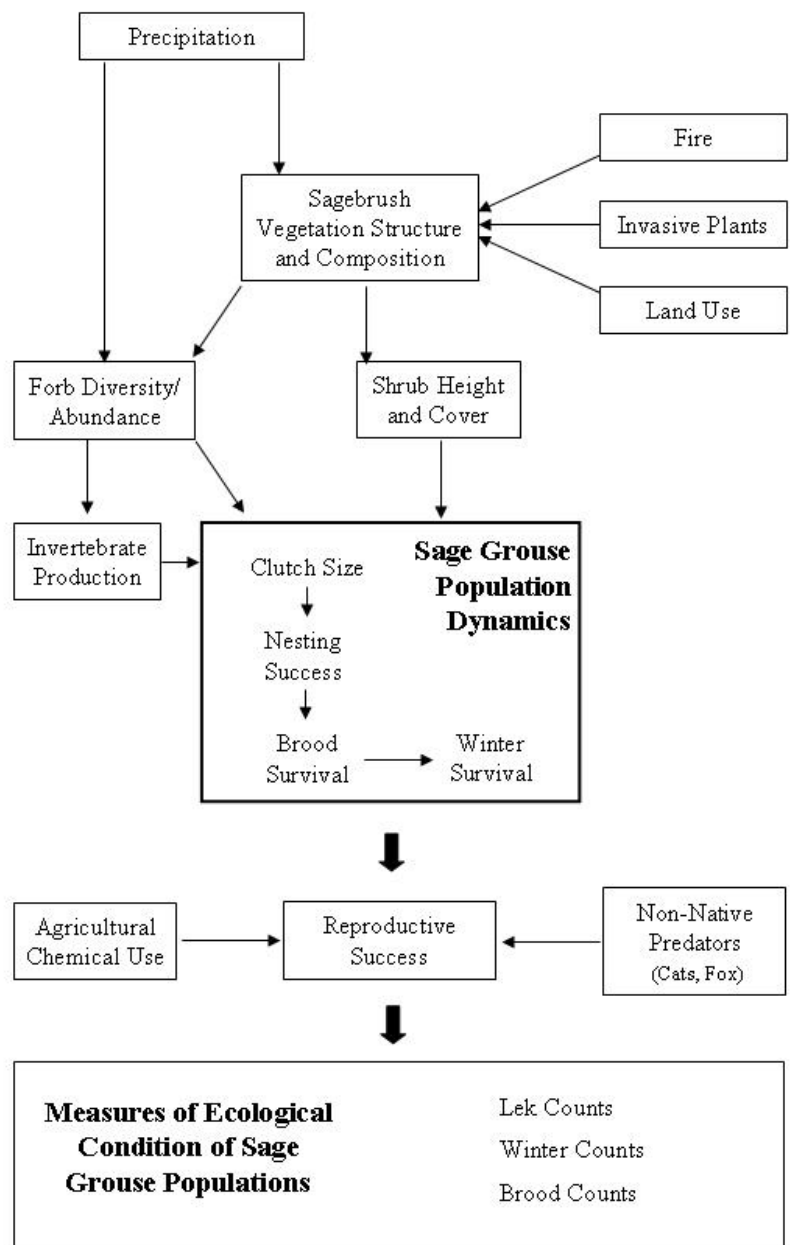 Precipitation
Fire
Sagebrush
Vegetation Structure
and Composition
Invasive Plants
Land Use
Forb Diversity/
Abundance
Shrub Height
and Cover
Invertebrate
Production
Sage Grouse
Population
Dynamics
Clutch Size
Nesting
Success
Brood
Survival
Winter
Survival
Agricultural
Chemical Use
Reproductive
Success
Non-Native
Predators
(Cats, Fox)
Measures of Ecological
Condition of Sage
Grouse Populations
Lek Counts
Winter Counts
Brood Counts